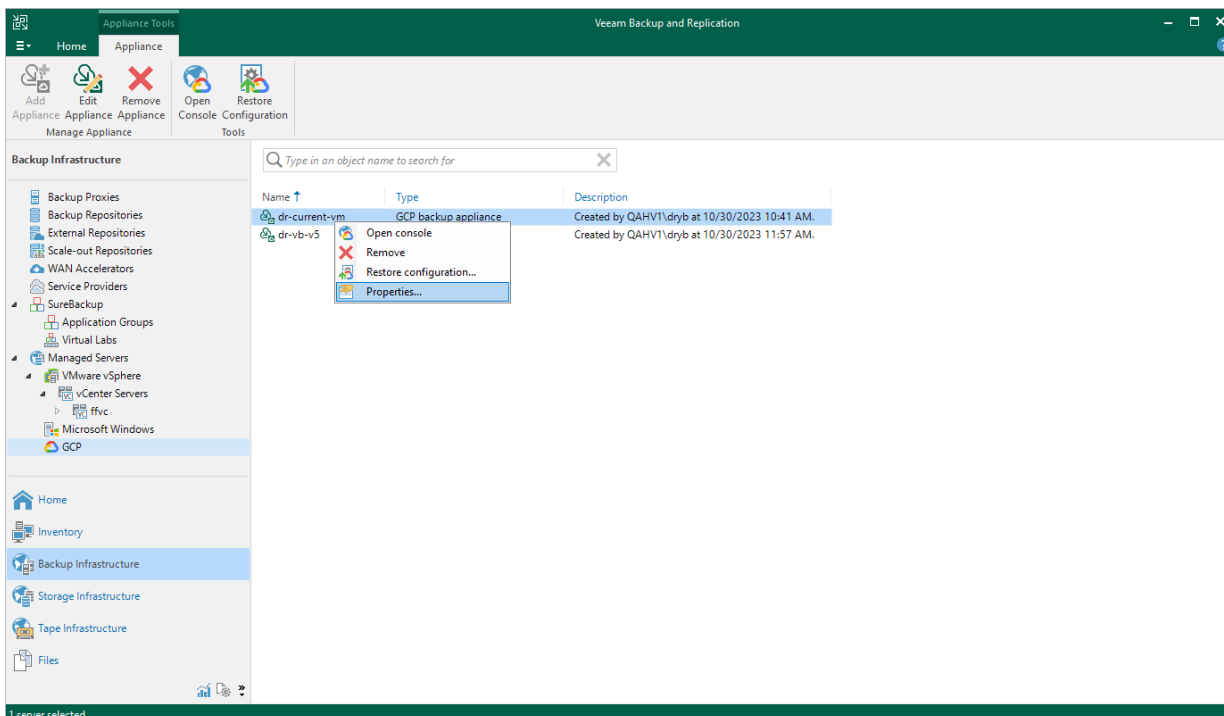 Appliance Tools
Veeam Backup and Replication
Home
Appliance
Add Appliance
Edit Appliance
Remove Appliance
Open Console
Restore Configuration
Manage Appliance
Tools
Backup Infrastructure
Backup Proxies
Backup Repositories
External Repositories
Scale-out Repositories
WAN Accelerators
Service Providers
SureBackup
Application Groups
Virtual Labs
Managed Servers
VMware vSphere
vCenter Servers
ffvc
Microsoft Windows
GCP
Home
Inventory
Backup Infrastructure
Storage Infrastructure
Tape Infrastructure
Files
Type in an object name to search for
Name Type Description
dr-current-vm GCP backup appliance Created by QAHV1\dryb at 10/30/2023 10:41 AM.
dr-vb-v5 Created by QAHV1\dryb at 10/30/2023 11:57 AM.
Open console
Remove
Restore configuration...
Properties...
1 server selected